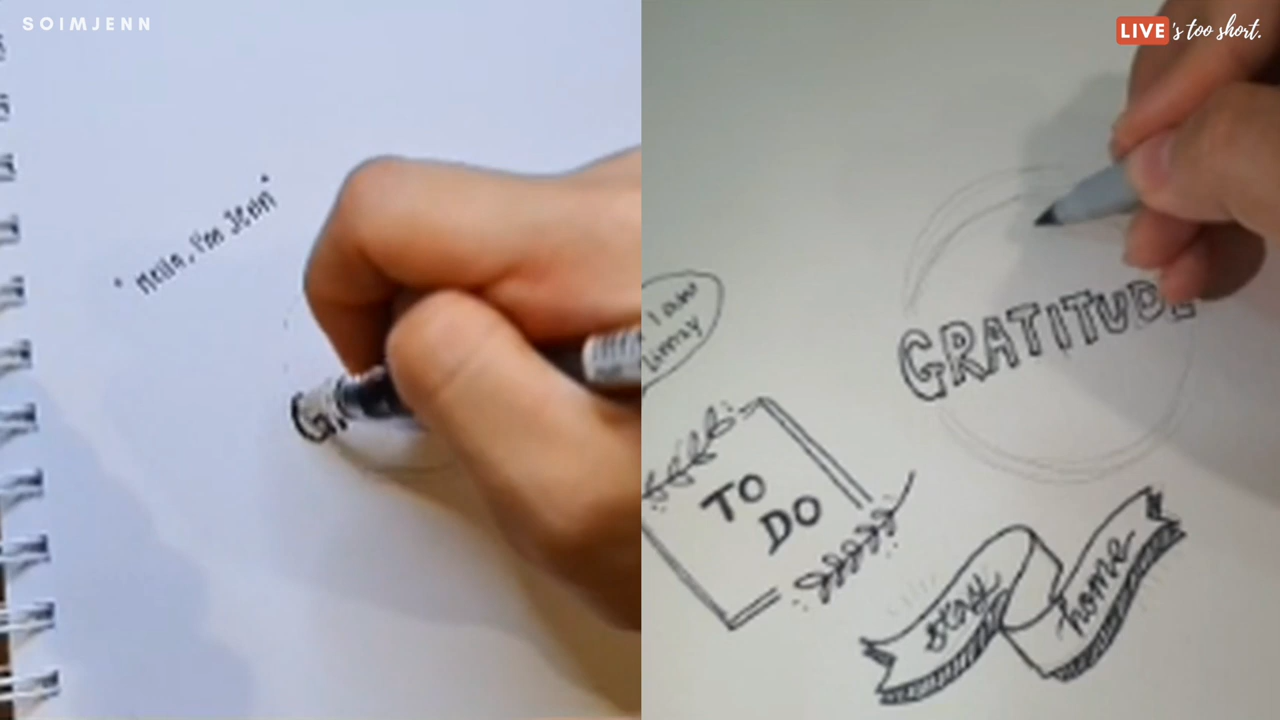 SOIMJENN
LIVE's too short.
"Hello, I'm Jenn"
G
GRATITUDE
I am
TO
DO
stay
home